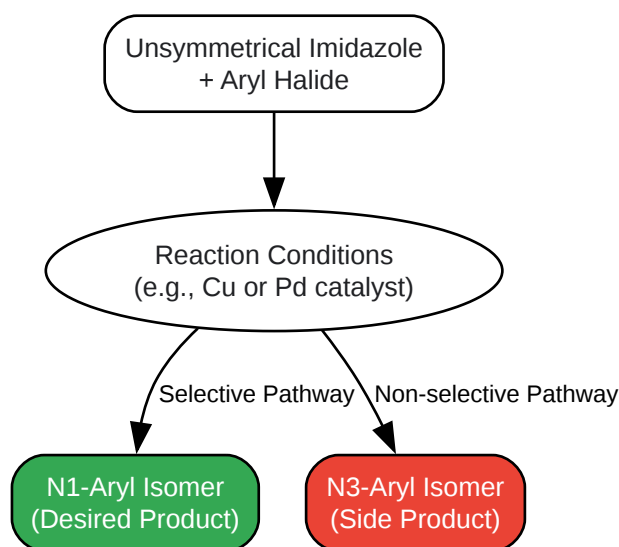 Unsymmetrical Imidazole
+ Aryl Halide
Reaction Conditions
(e.g., Cu or Pd catalyst)
Selective Pathway
Non-selective Pathway
N1-Aryl Isomer
(Desired Product)
N3-Aryl Isomer
(Side Product)